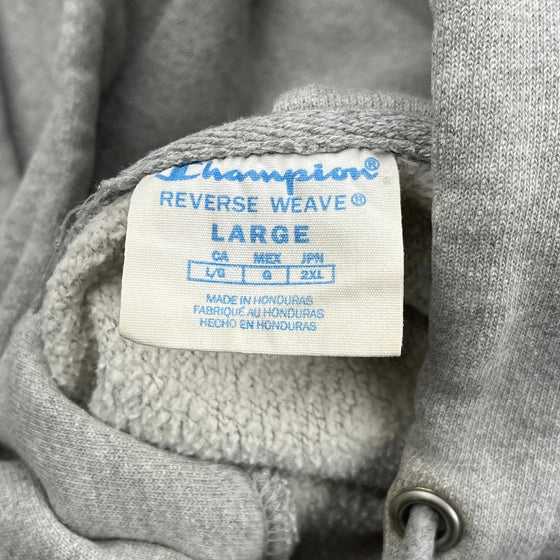 Champion®
REVERSE WEAVE®
LARGE
CA MEX JPN
L/G G 2XL
MADE IN HONDURAS
FABRIQUÉ AU HONDURAS
HECHO EN HONDURAS